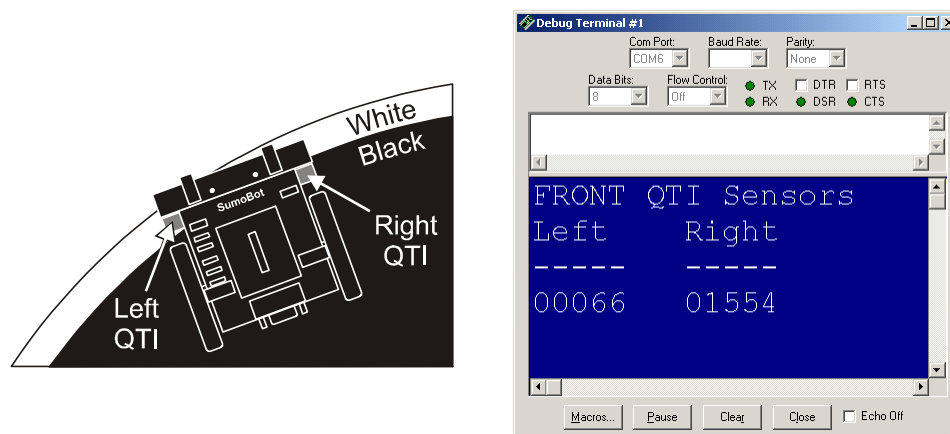 White
Black
SumoBot
Right
QTI
Left
QTI
Debug Terminal #1
Com Port: Baud Rate: Parity:
COM6 None
Data Bits: Flow Control:
8 Off
TX DTR RTS
RX DSR CTS
FRONT QTI Sensors
Left Right
----- -----
00066 01554
Macros... Pause Clear Close Echo Off